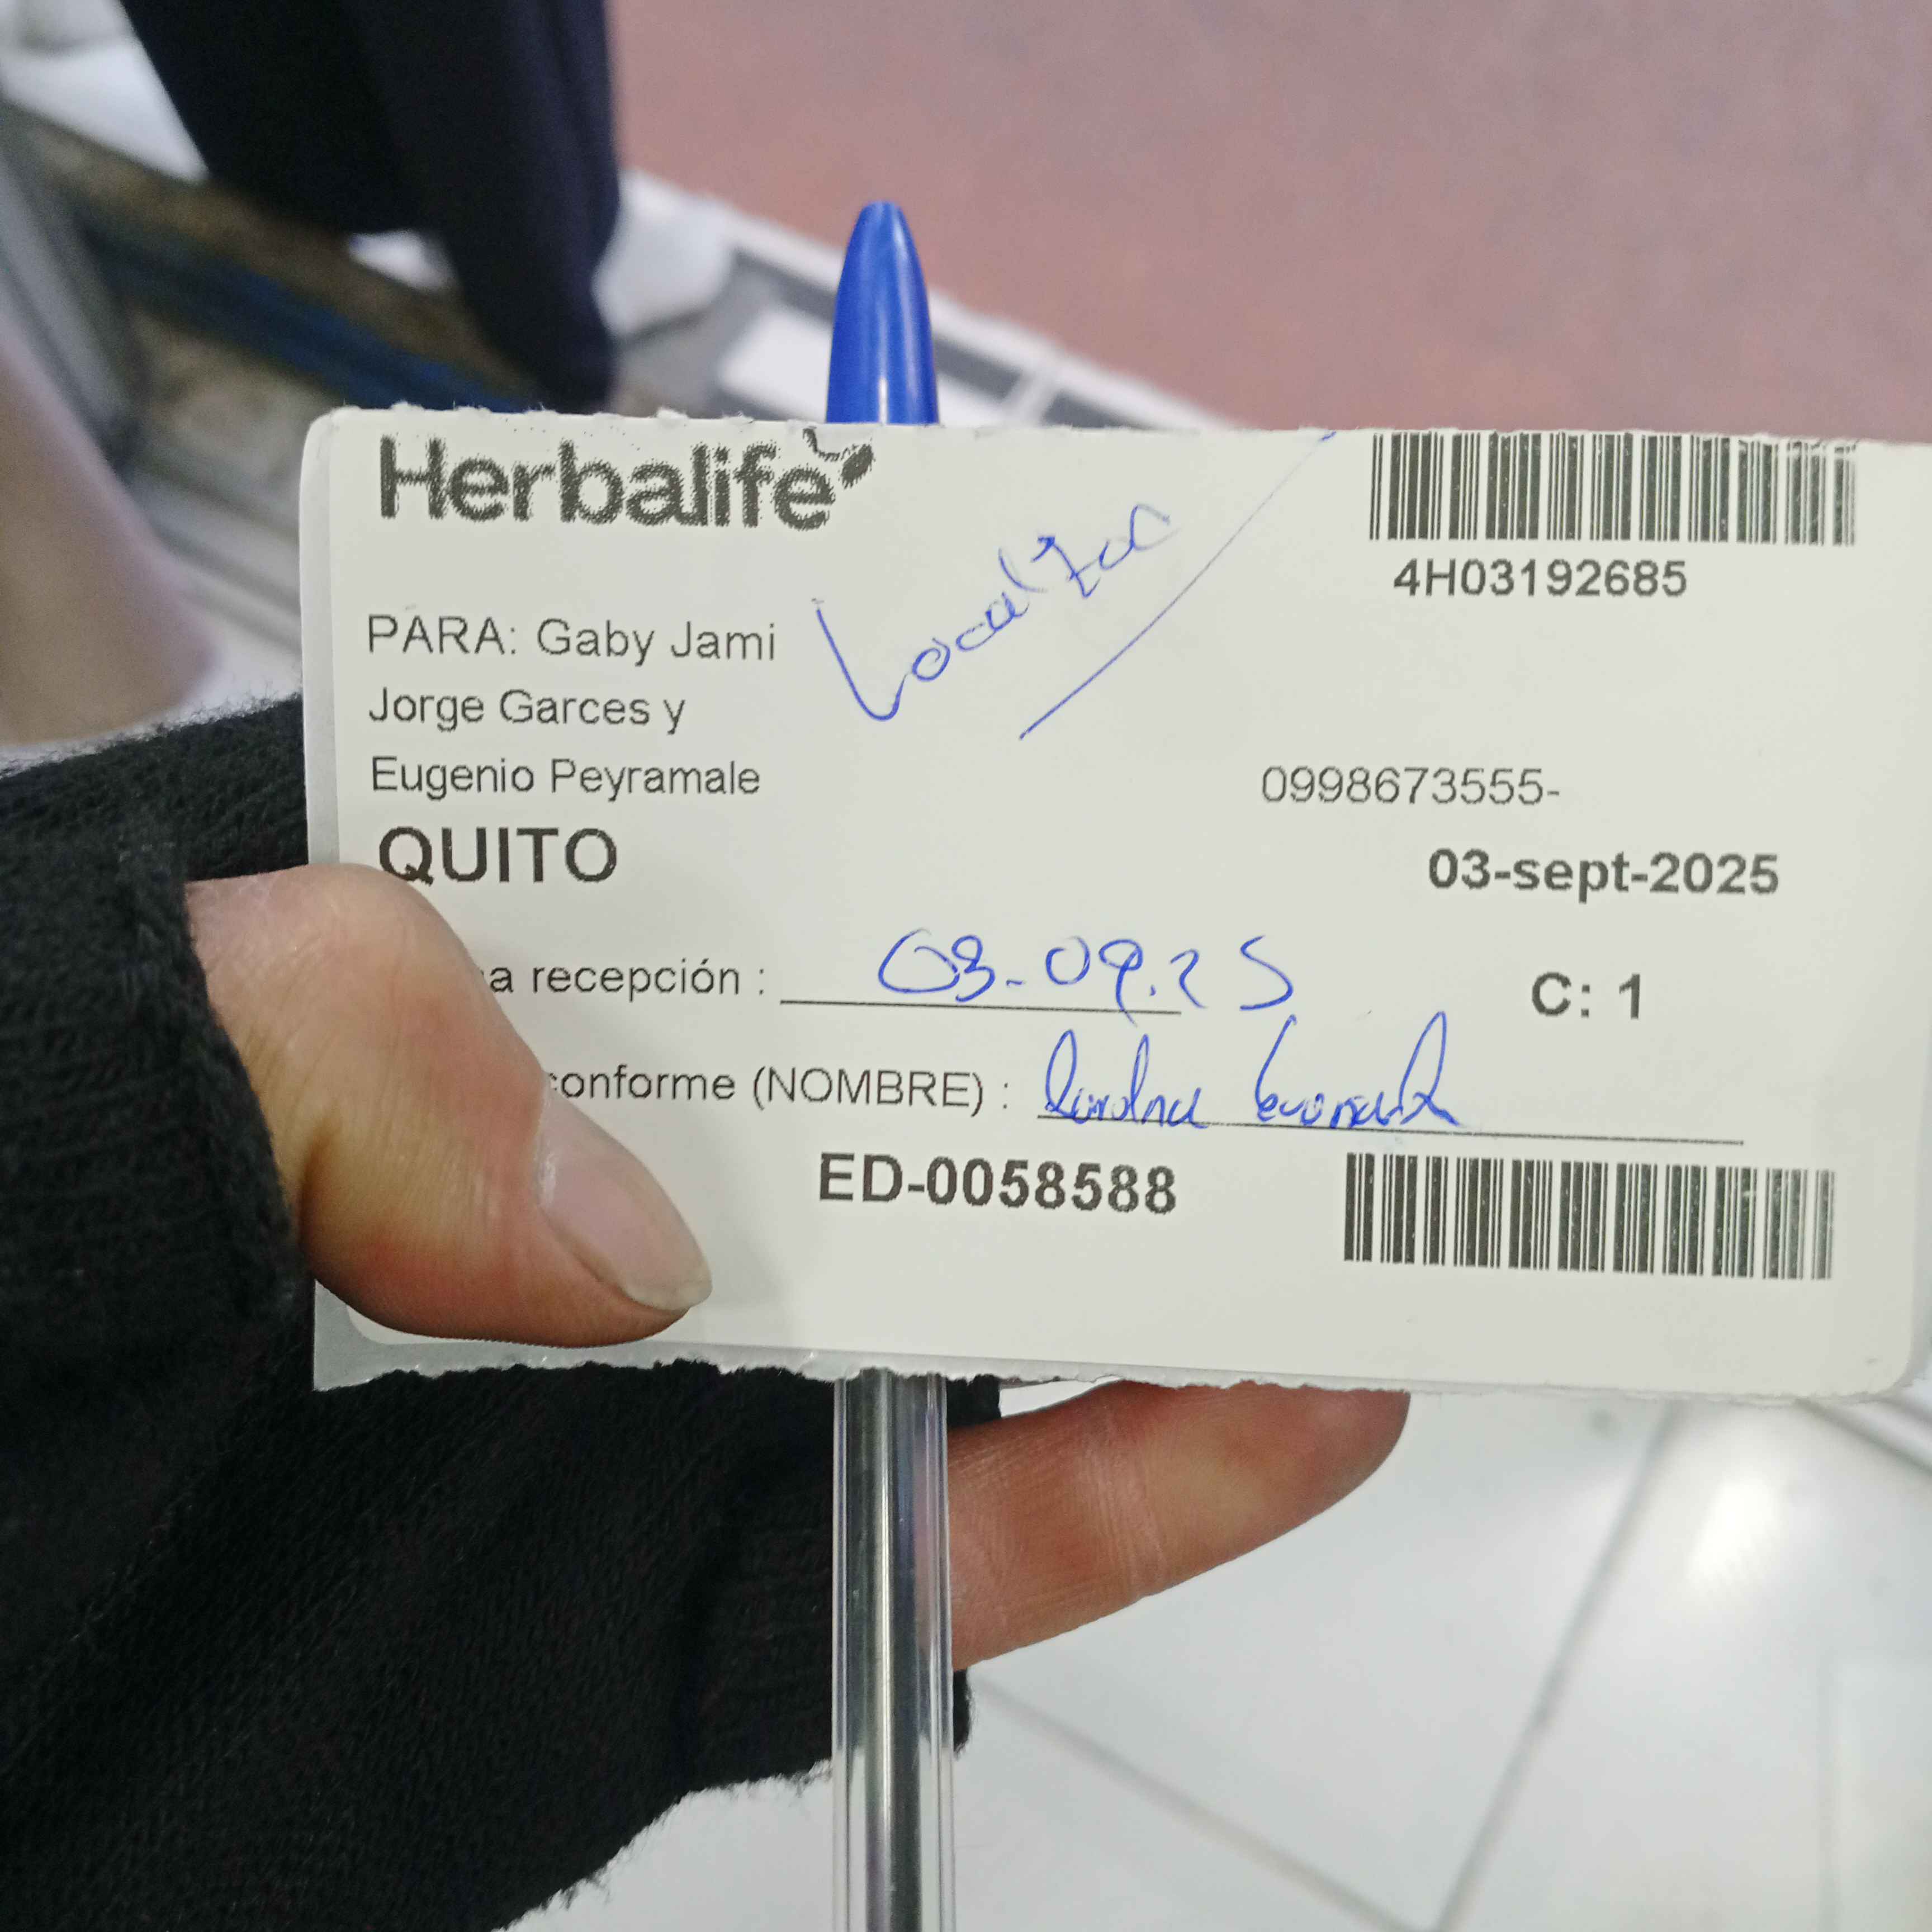 Herbalife
4H03192685
Local
PARA: Gaby Jami
Jorge Garces y
Eugenio Peyramale
0998673555-
QUITO
03-sept-2025
a recepción : 03-09.25
C: 1
conforme (NOMBRE) :
ED-0058588